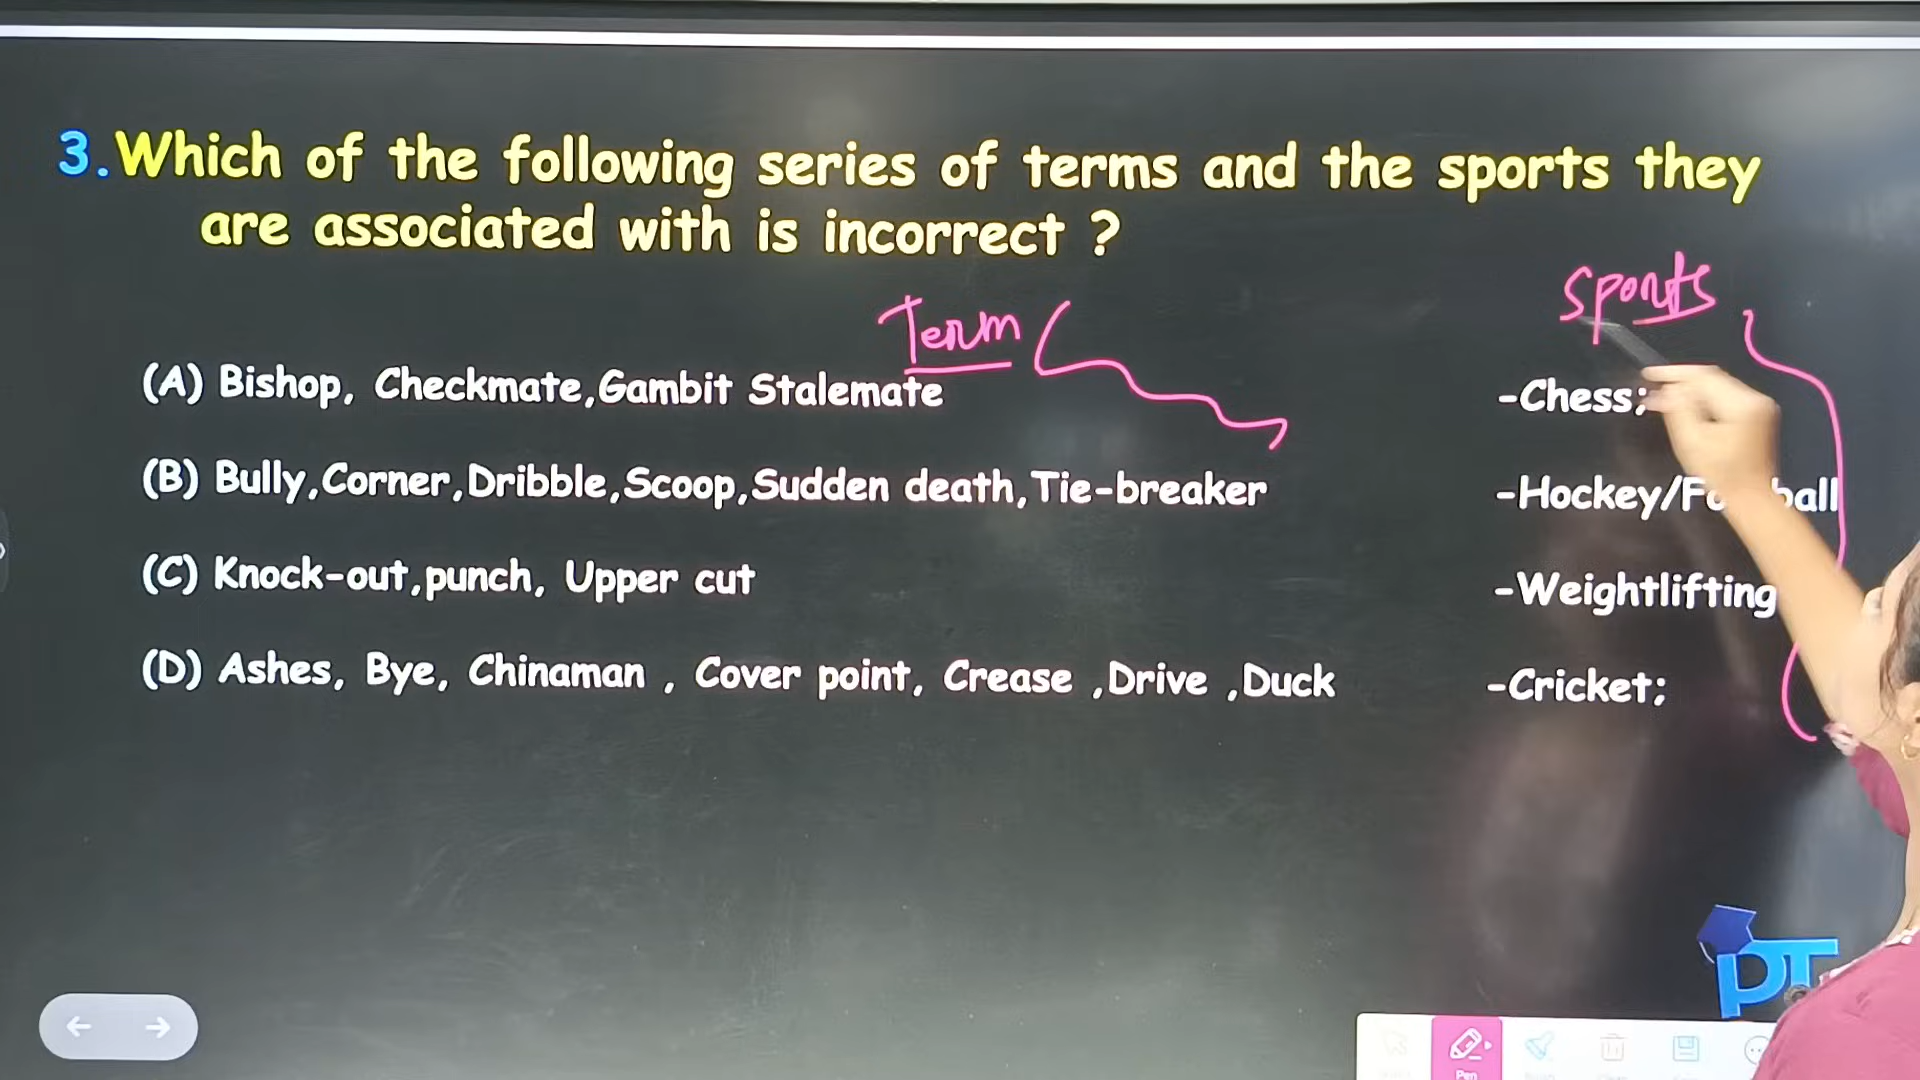 3. Which of the following series of terms and the sports they
are associated with is incorrect ?
Term
sports
(A) Bishop, Checkmate,Gambit Stalemate -Chess;
(B) Bully,Corner,Dribble,Scoop,Sudden death,Tie-breaker -Hockey/
(C) Knock-out,punch, Upper cut -Weightlifting
(D) Ashes, Bye, Chinaman , Cover point, Crease ,Drive ,Duck -Cricket;
PT
Pen